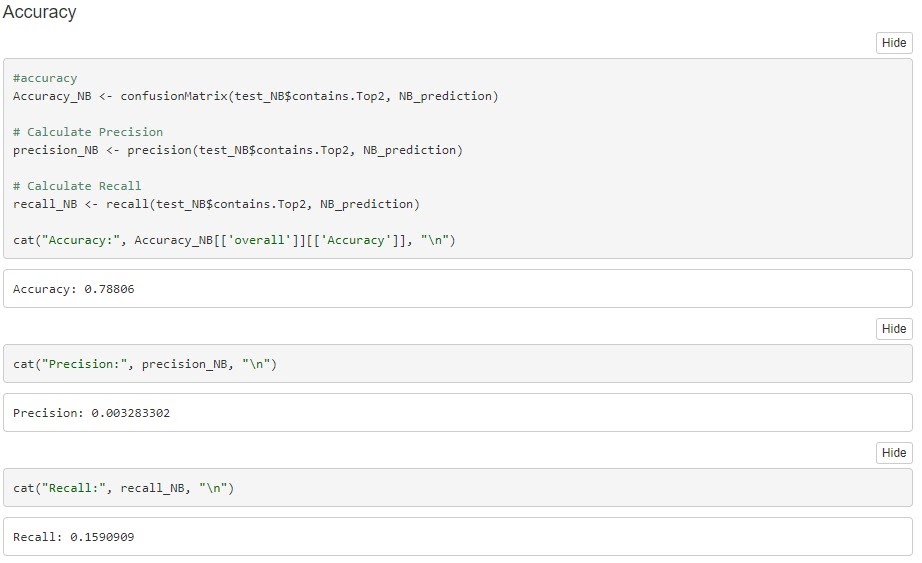 Accuracy
Hide
#accuracy
Accuracy_NB <- confusionMatrix(test_NB$contains.Top2, NB_prediction)
# Calculate Precision
precision_NB <- precision(test_NB$contains.Top2, NB_prediction)
# Calculate Recall
recall_NB <- recall(test_NB$contains.Top2, NB_prediction)
cat("Accuracy:", Accuracy_NB[['overall']][['Accuracy']], "\n")
Accuracy: 0.78806
Hide
cat("Precision:", precision_NB, "\n")
Precision: 0.003283302
Hide
cat("Recall:", recall_NB, "\n")
Recall: 0.1590909